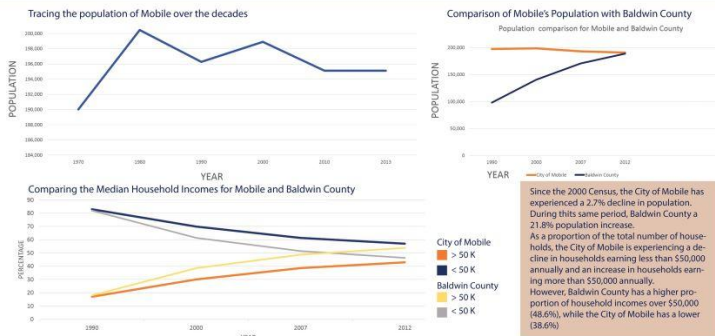 Tracing the population of Mobile over the decades
200,000
198,000
196,000
194,000
190,000
188,000
186,000
184,000
POPULATION
1970
1980
1990
2000
2010
2013
YEAR
Comparison of Mobile's Population with Baldwin County
Population comparison for Mobile and Baldwin County
200,000
150,000
100,000
50,000
0
POPULATION
1990
2000
2007
2012
YEAR
City of Mobile
Baldwin County
Comparing the Median Household Incomes for Mobile and Baldwin County
90
80
70
60
50
40
30
20
10
0
PERCENTAGE
1990
2000
2007
2012
City of Mobile
> 50 K
< 50 K
Baldwin County
> 50 K
< 50 K
Since the 2000 Census, the City of Mobile has
experienced a 2.7% decline in population.
During thits same period, Baldwin County a
21.8% population increase.
As a proportion of the total number of house-
holds, the City of Mobile is experiencing a de-
cline in households earning less than $50,000
annually and an increase in households earn-
ing more than $50,000 annually.
However, Baldwin County has a higher pro-
portion of household incomes over $50,000
(48.6%), while the City of Mobile has a lower
(38.6%)